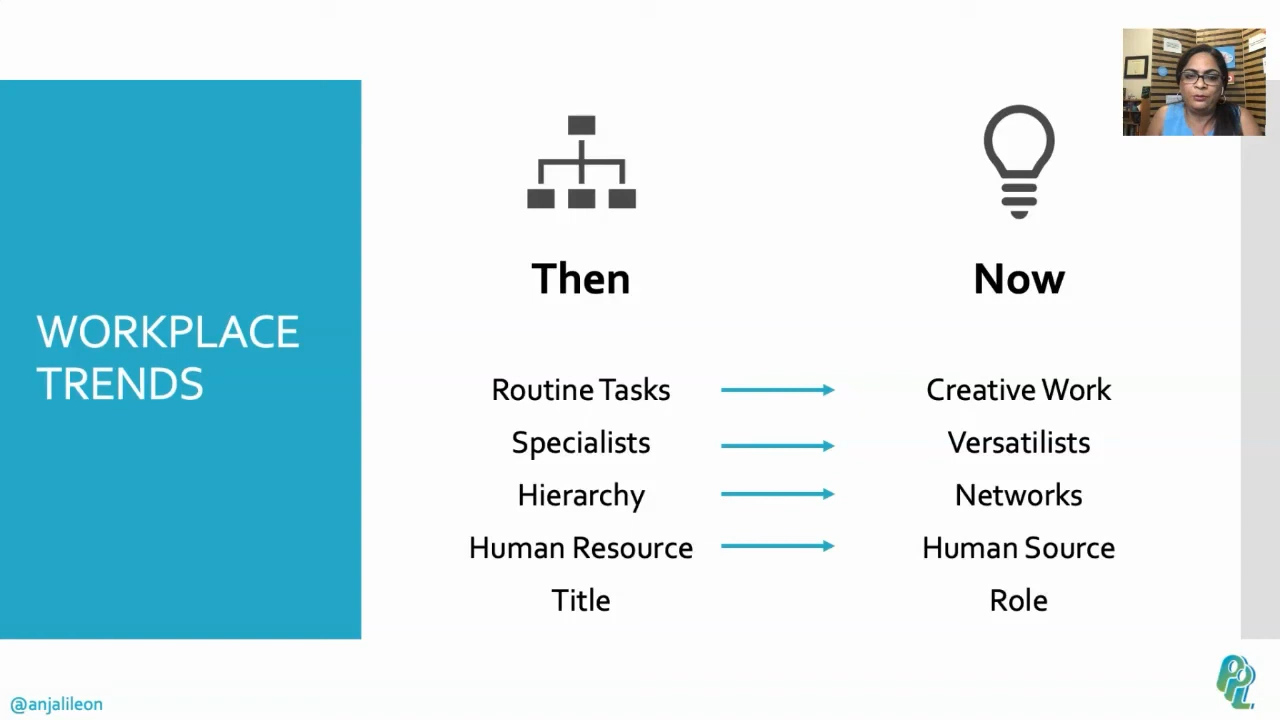 WORKPLACE
TRENDS
Then
Now
Routine Tasks
Creative Work
Specialists
Versatilists
Hierarchy
Networks
Human Resource
Human Source
Title
Role
@anjalileon
PPL